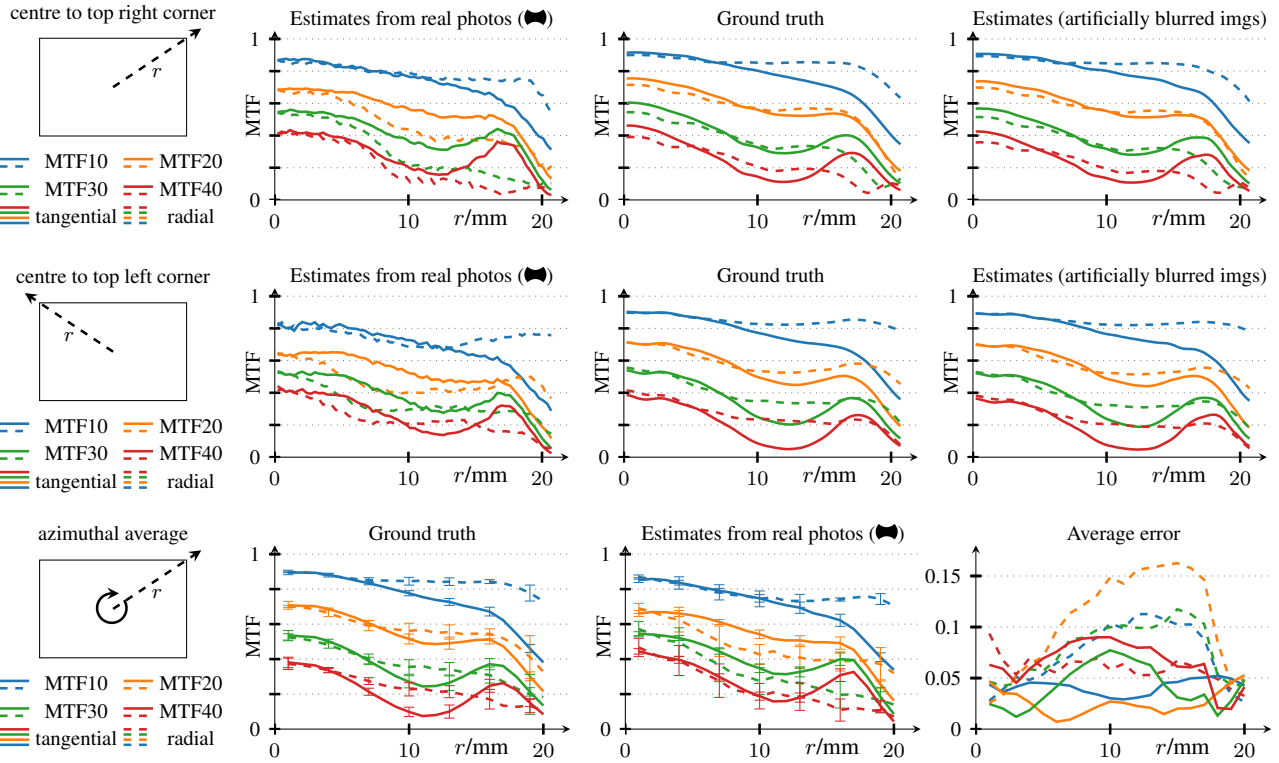 centre to top right corner
r
MTF10 MTF20
MTF30 MTF40
tangential radial
Estimates from real photos ( )
1
MTF
0
0 10 20
r/mm
Ground truth
1
MTF
0
0 10 20
r/mm
Estimates (artificially blurred imgs)
1
MTF
0
0 10 20
r/mm
centre to top left corner
r
MTF10 MTF20
MTF30 MTF40
tangential radial
Estimates from real photos ( )
1
MTF
0
0 10 20
r/mm
Ground truth
1
MTF
0
0 10 20
r/mm
Estimates (artificially blurred imgs)
1
MTF
0
0 10 20
r/mm
azimuthal average
r
MTF10 MTF20
MTF30 MTF40
tangential radial
Ground truth
1
MTF
0
0 10 20
r/mm
Estimates from real photos ( )
1
MTF
0
0 10 20
r/mm
Average error
0.15
0.1
0.05
0
0 10 20
r/mm